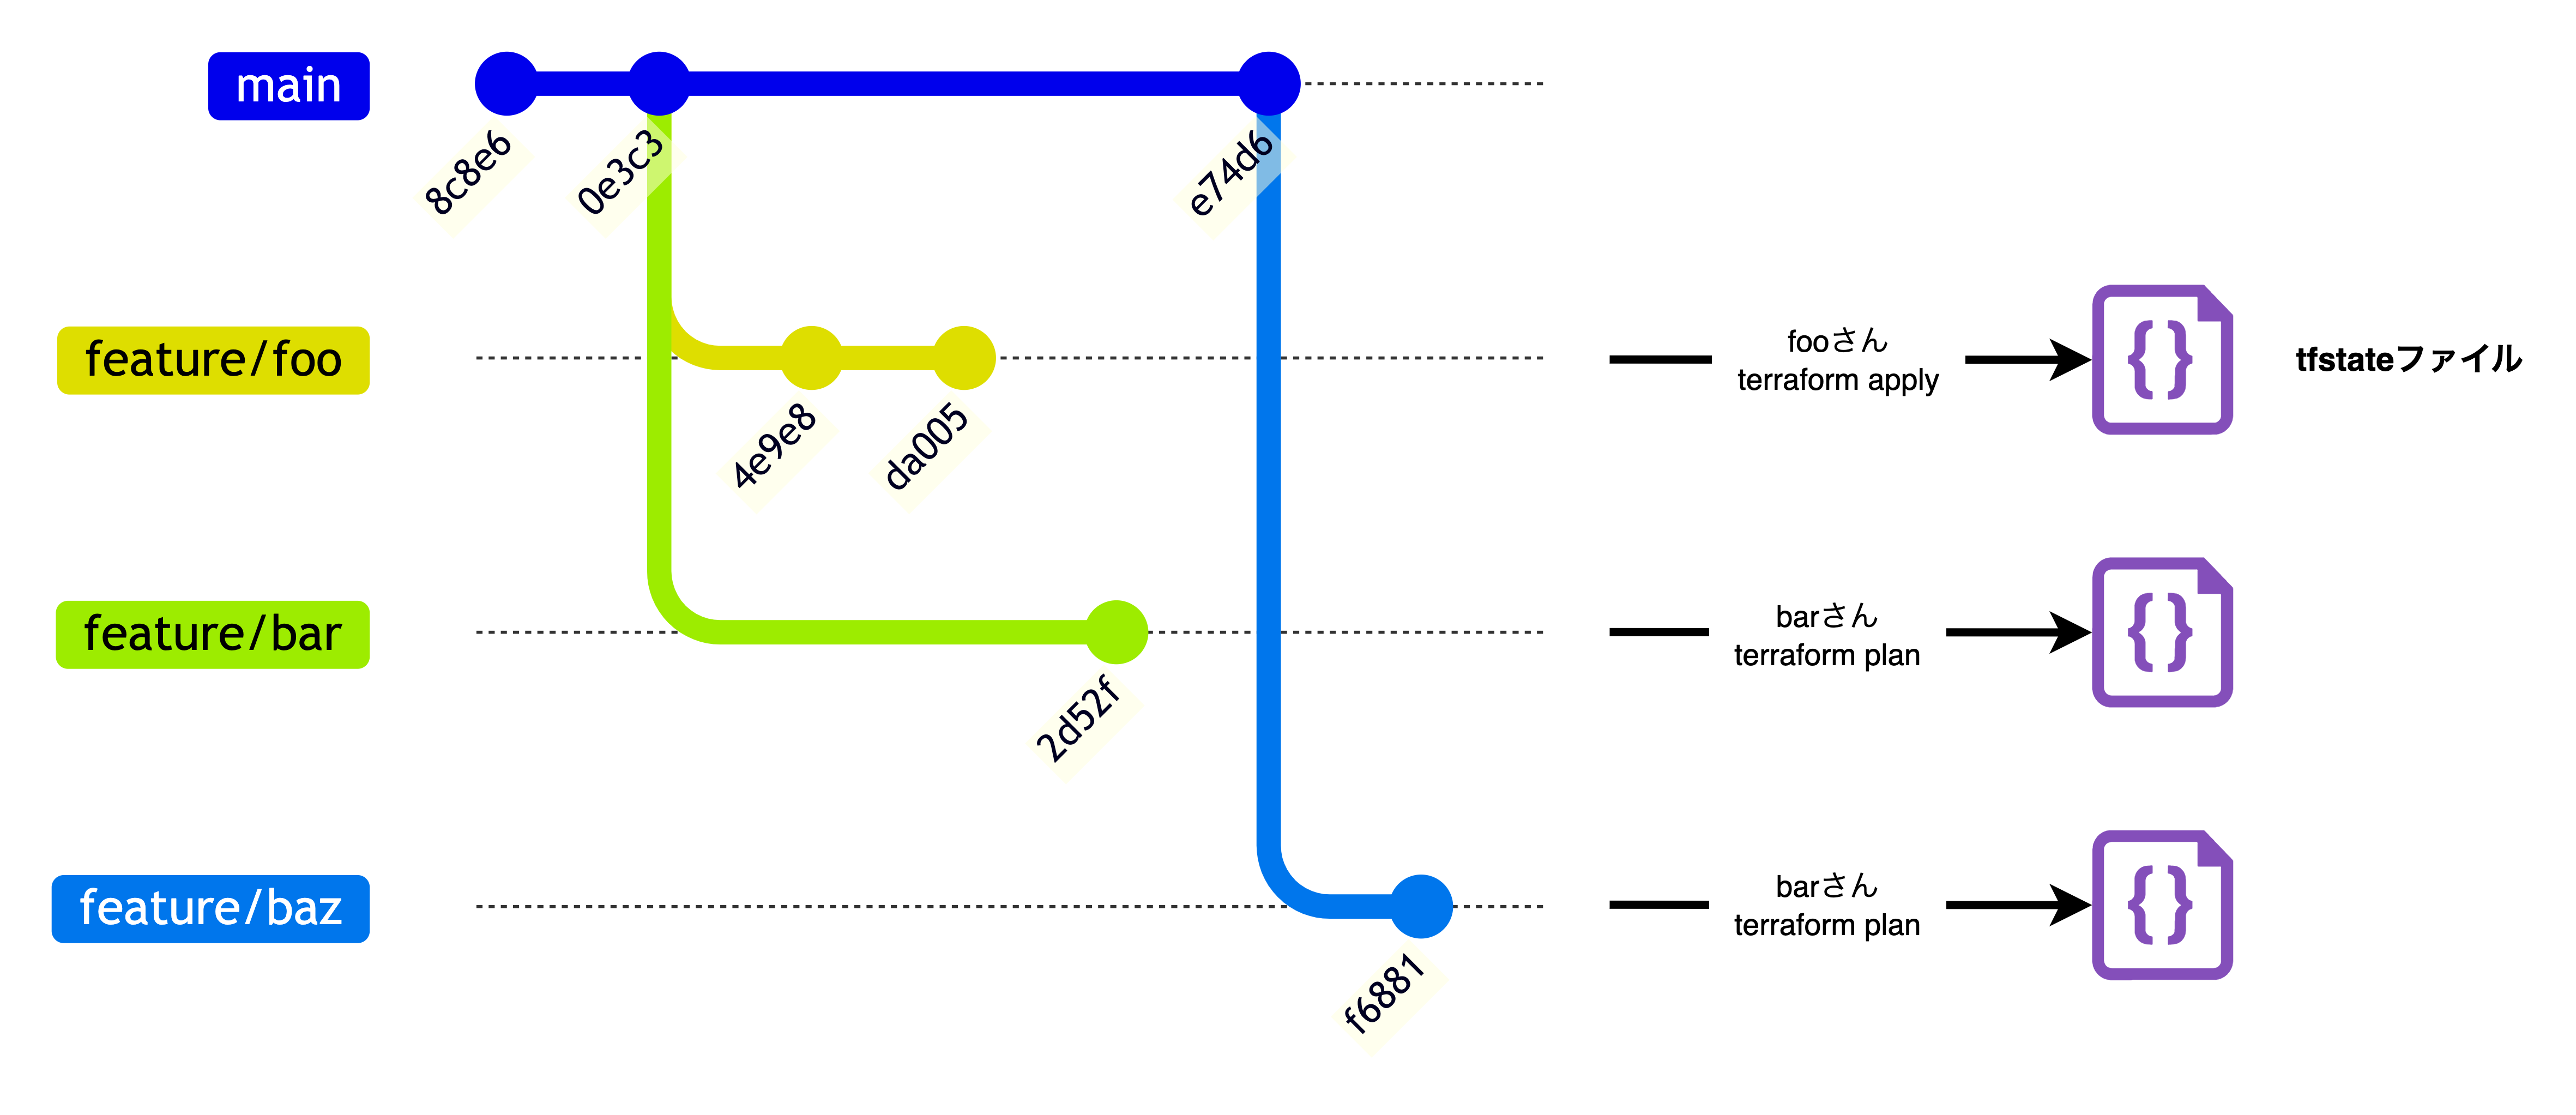 main
8c8e6
0e3c3
e74d6
feature/foo
4e9e8
da005
fooさん
terraform apply
{}
tfstateファイル
feature/bar
2d52f
barさん
terraform plan
{}
feature/baz
f6881
barさん
terraform plan
{}